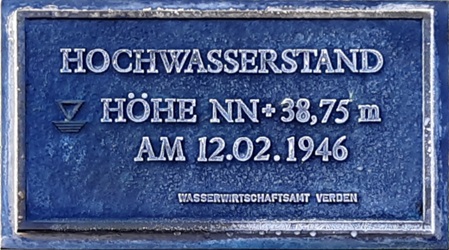 HOCHWASSERSTAND
HÖHE NN+38,75 m
AM 12.02.1946
WASSERWIRTSCHAFTSAMT VERDEN